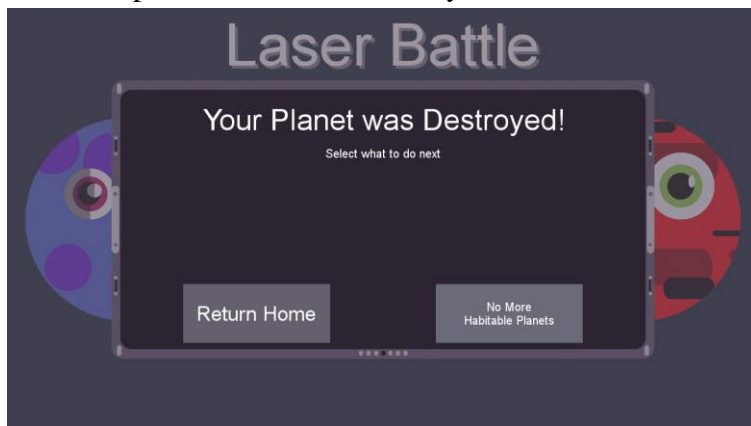 Laser Battle
Your Planet was Destroyed!
Select what to do next
Return Home
No More
Habitable Planets